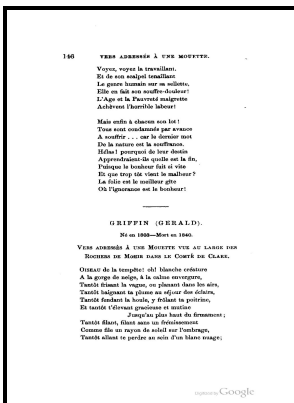 146 VERS ADRESSÉS À UNE MOUETTE.
Voyez, voyez la travaillant,
Et de son scalpel tenaillant
Le genre humain sur sa sellette,
Elle en fait son souffre-douleur!
L'Age et la Pauvreté maigrette
Achèvent l'horrible labeur!
Mais enfin à chacun son lot!
Tous sont condamnés par avance
A souffrir . . . car le dernier mot
De la nature est la souffrance.
Hélas! pourquoi de leur destin
Apprendraient-ils quelle est la fin,
Puisque le bonheur fuit si vite
Et que trop tôt vient le malheur?
La folie est le meilleur gîte
Où l'ignorance est le bonheur!
GRIFFIN (GERALD).
Né en 1803—Mort en 1840.
VERS ADRESSÉS À UNE MOUETTE VUE AU LARGE DES
ROCHERS DE MOHIR DANS LE COMTÉ DE CLARE.
OISEAU de la tempête! oh! blanche créature
A la gorge de neige, à la calme envergure,
Tantôt frisant la vague, ou planant dans les airs,
Tantôt baignant ta plume au séjour des éclairs,
Tantôt fendant la houle, y frôlant ta poitrine,
Et tantôt t'élevant gracieuse et mutine
Jusqu'au plus haut du firmament;
Tantôt filant, filant sans un frémissement
Comme file un rayon de soleil sur l'ombrage,
Tantôt allant te perdre au sein d'un blanc nuage;
Digitized by Google